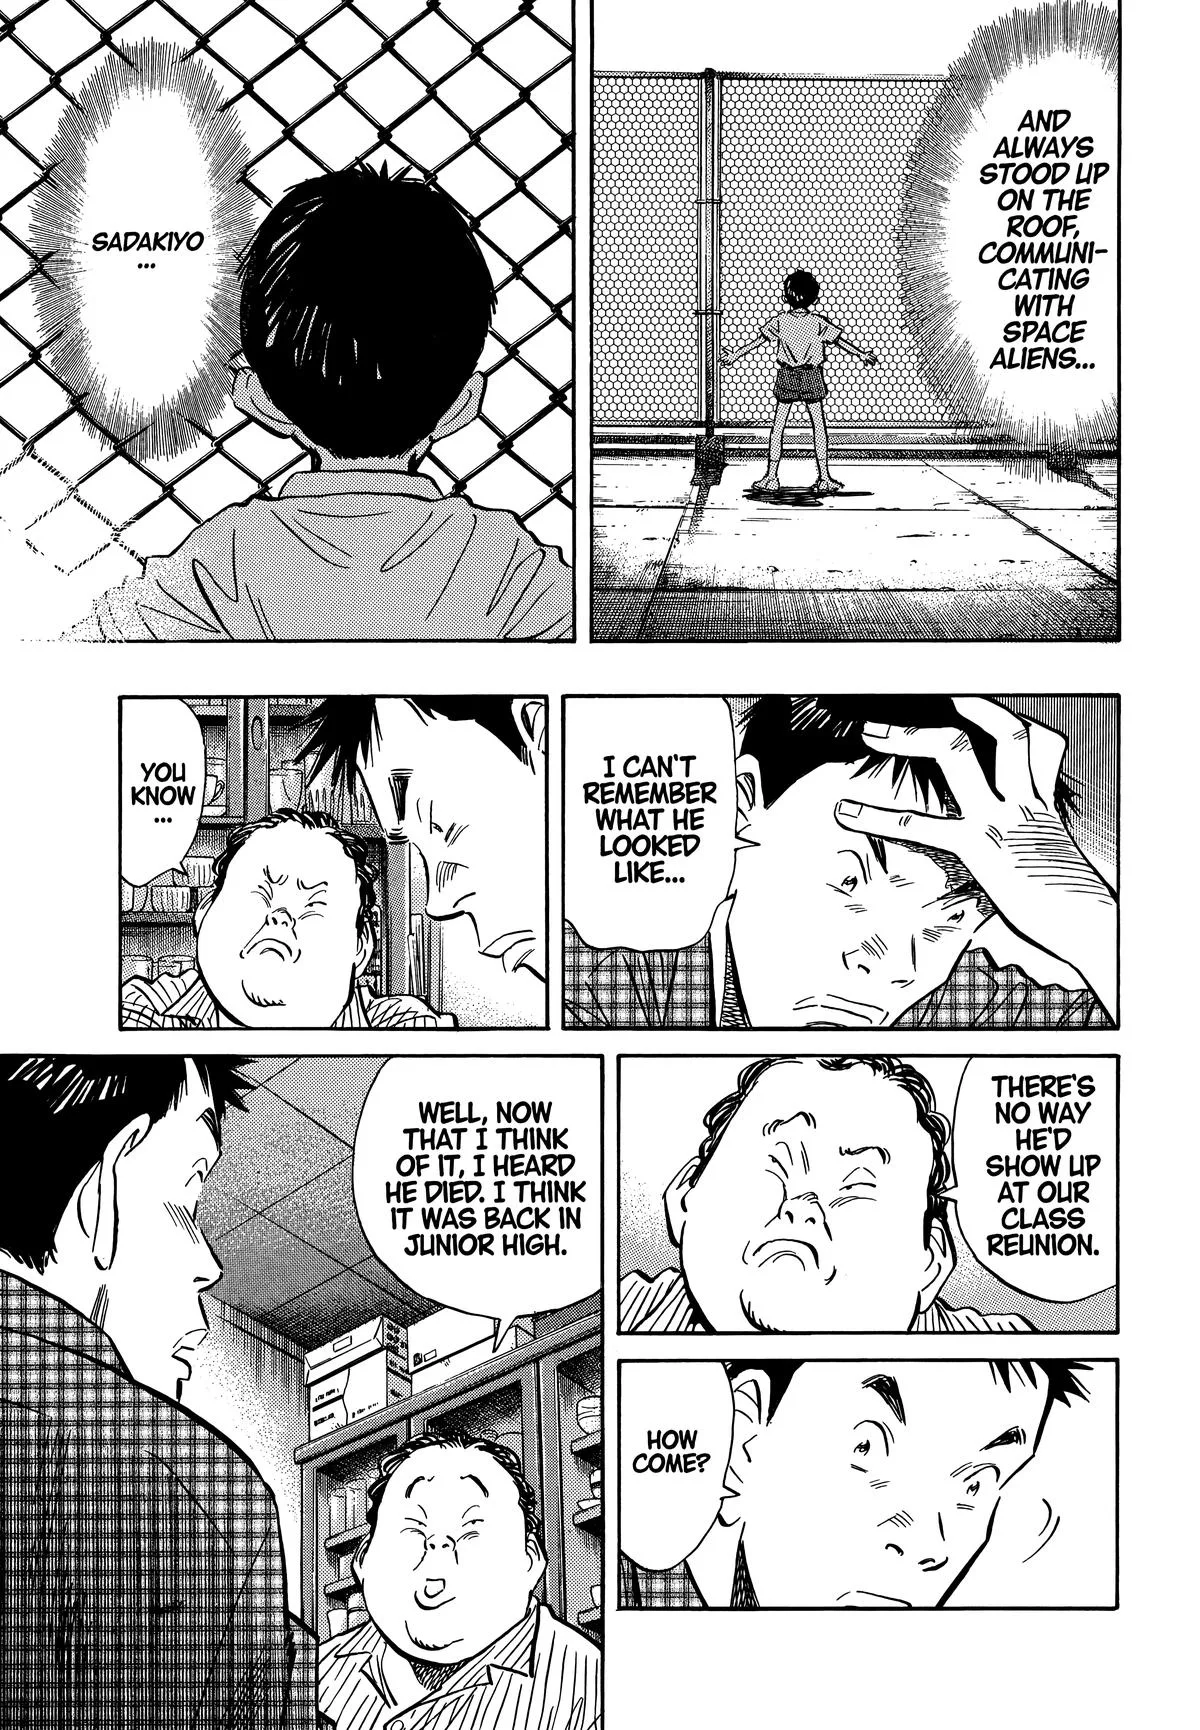 AND
ALWAYS
STOOD UP
ON THE
ROOF,
COMMUNI-
CATING
WITH
SPACE
ALIENS...
SADAKIYO
...
I CAN'T
REMEMBER
WHAT HE
LOOKED
LIKE...
YOU
KNOW
...
THERE'S
NO WAY
HE'D
SHOW UP
AT OUR
CLASS
REUNION.
HOW
COME?
WELL, NOW
THAT I THINK
OF IT, I HEARD
HE DIED. I THINK
IT WAS BACK IN
JUNIOR HIGH.